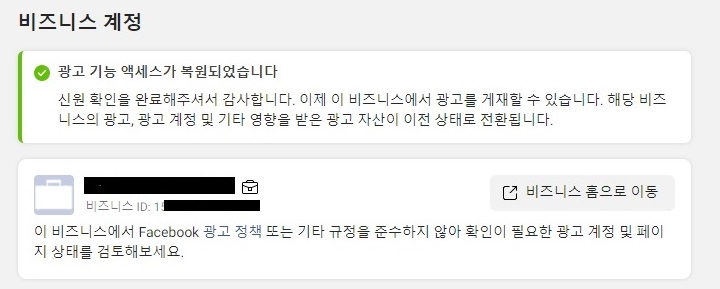 비즈니스 계정
광고 기능 액세스가 복원되었습니다
신원 확인을 완료해주셔서 감사합니다. 이제 이 비즈니스에서 광고를 게재할 수 있습니다. 해당 비즈
니스의 광고, 광고 계정 및 기타 영향을 받은 광고 자산이 이전 상태로 전환됩니다.
비즈니스 ID: 15
비즈니스 홈으로 이동
이 비즈니스에서 Facebook 광고 정책 또는 기타 규정을 준수하지 않아 확인이 필요한 광고 계정 및 페이
지 상태를 검토해보세요.